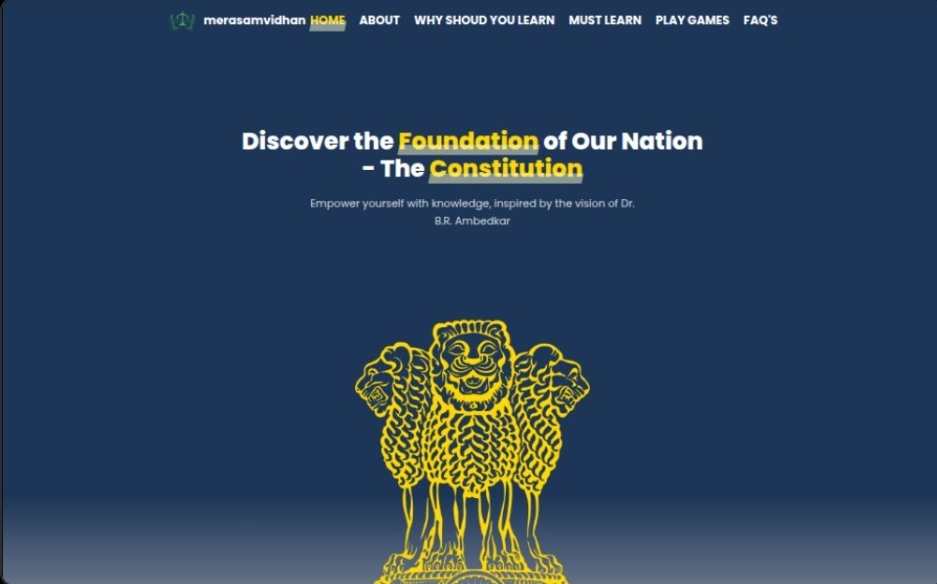 merasamvidhan HOME ABOUT WHY SHOUD YOU LEARN MUST LEARN PLAY GAMES FAQ'S
Discover the Foundation of Our Nation
- The Constitution
Empower yourself with knowledge, inspired by the vision of Dr.
B.R. Ambedkar